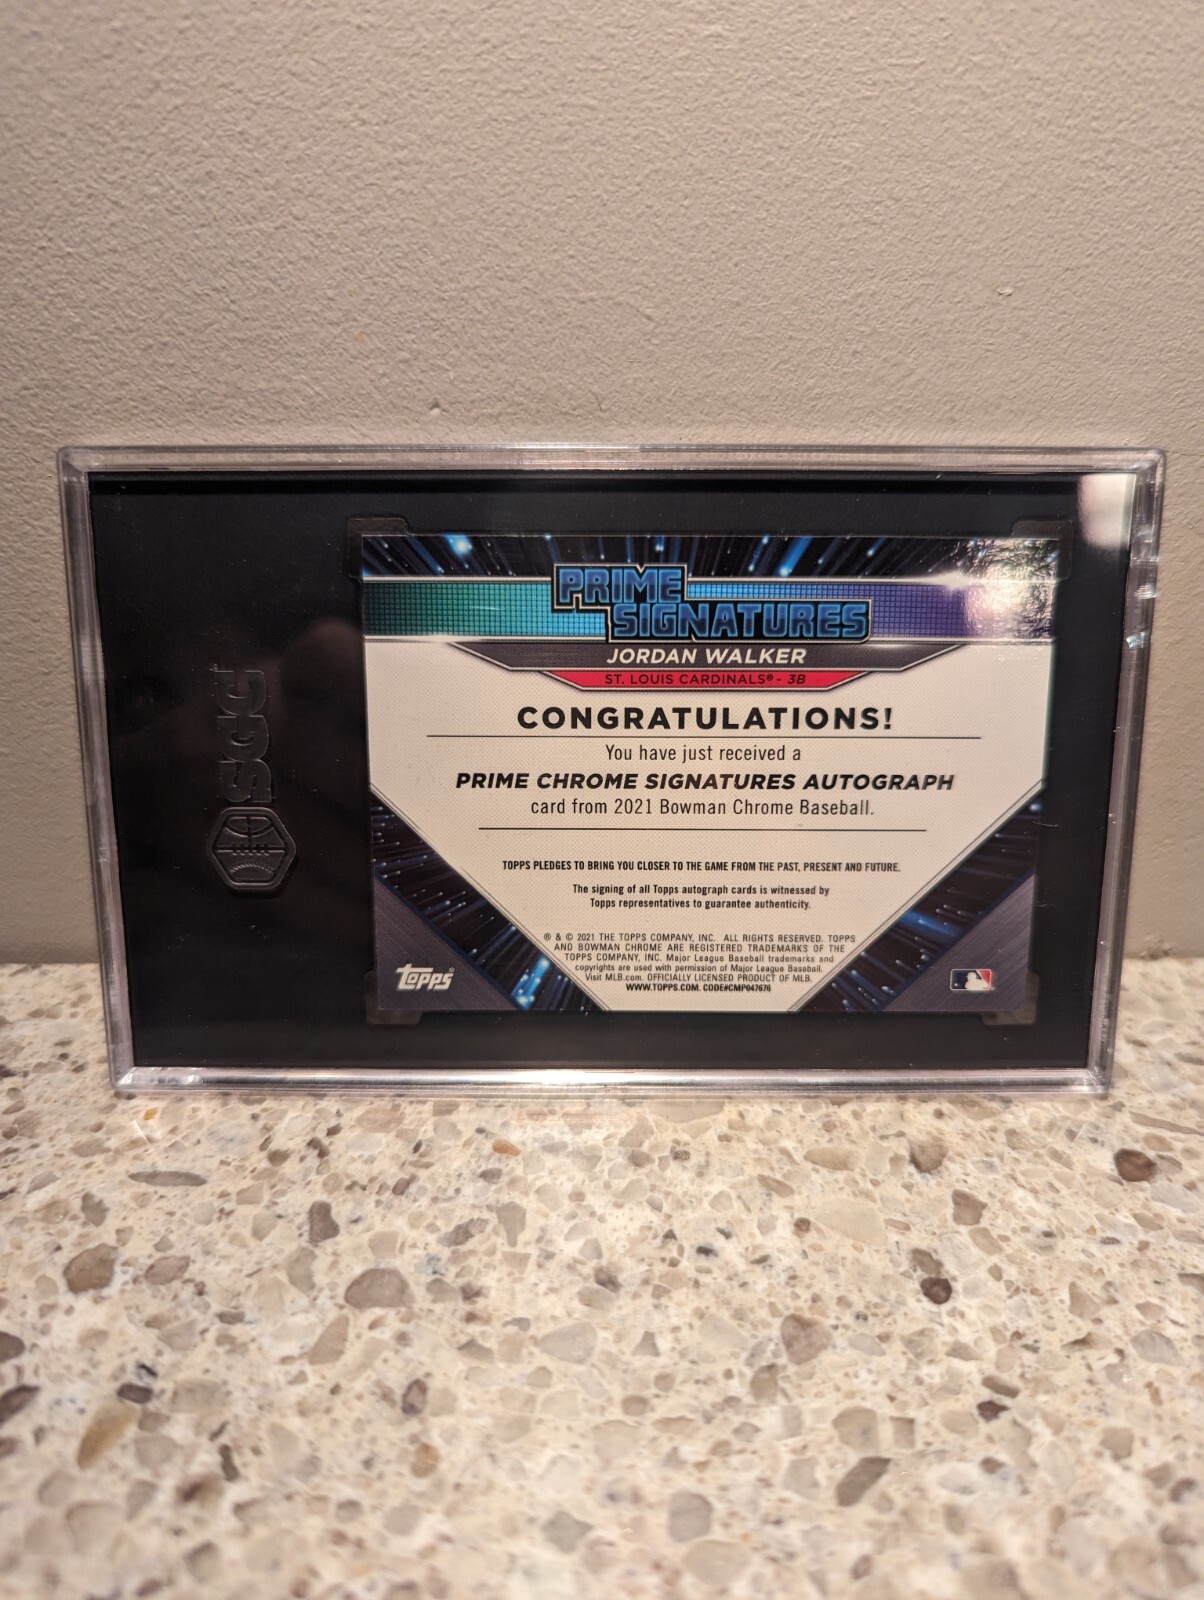 SGC
PRIME
SIGNATURES
JORDAN WALKER
ST. LOUIS CARDINALS® - 3B
CONGRATULATIONS!
You have just received a
PRIME CHROME SIGNATURES AUTOGRAPH
card from 2021 Bowman Chrome Baseball.
TOPPS PLEDGES TO BRING YOU CLOSER TO THE GAME FROM THE PAST, PRESENT AND FUTURE.
The signing of all Topps autograph cards is witnessed by
Topps representatives to guarantee authenticity.
® & © 2021 THE TOPPS COMPANY, INC. ALL RIGHTS RESERVED. TOPPS
AND BOWMAN CHROME ARE REGISTERED TRADEMARKS OF THE
TOPPS COMPANY, INC. Major League Baseball trademarks and
copyrights are used with permission of Major League Baseball.
Visit MLB.com. OFFICIALLY LICENSED PRODUCT OF MLB.
WWW.TOPPS.COM. CODE#CMP047676
Topps®